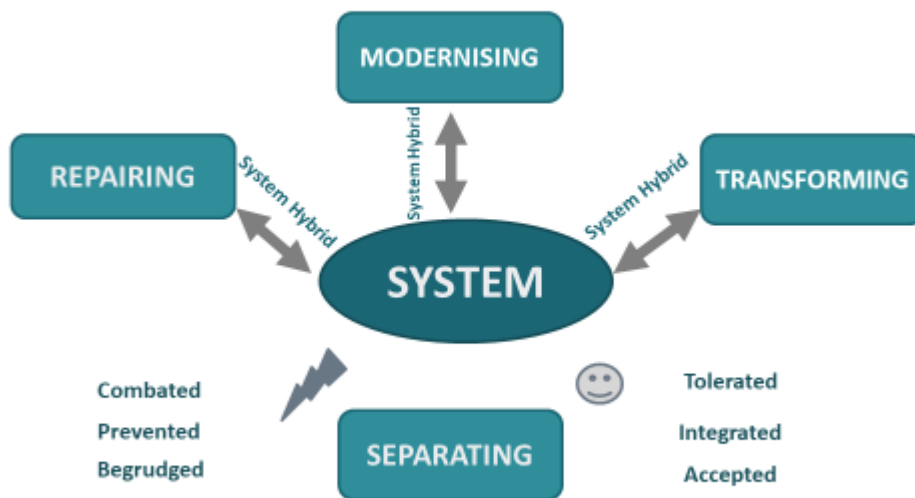 MODERNISING
REPAIRING
System Hybrid
System Hybrid
System Hybrid
TRANSFORMING
SYSTEM
Combated
Prevented
Begrudged
SEPARATING
Tolerated
Integrated
Accepted